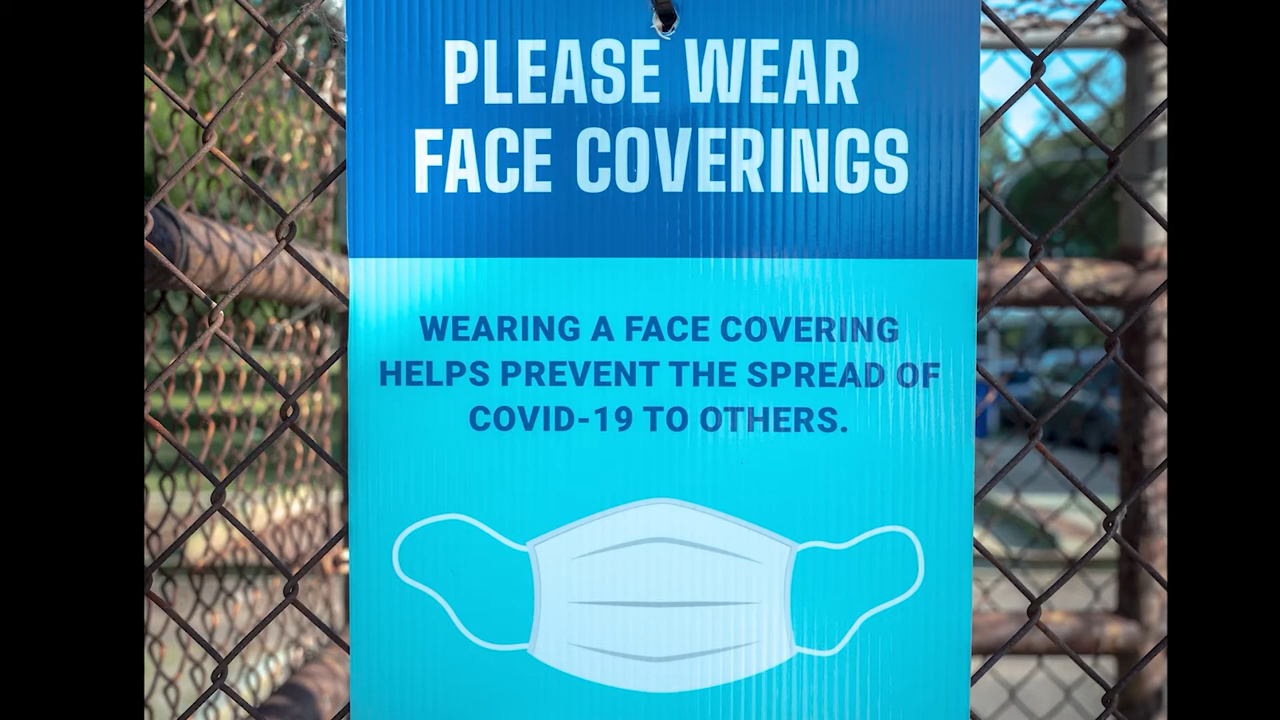 PLEASE WEAR
FACE COVERINGS
WEARING A FACE COVERING
HELPS PREVENT THE SPREAD OF
COVID-19 TO OTHERS.